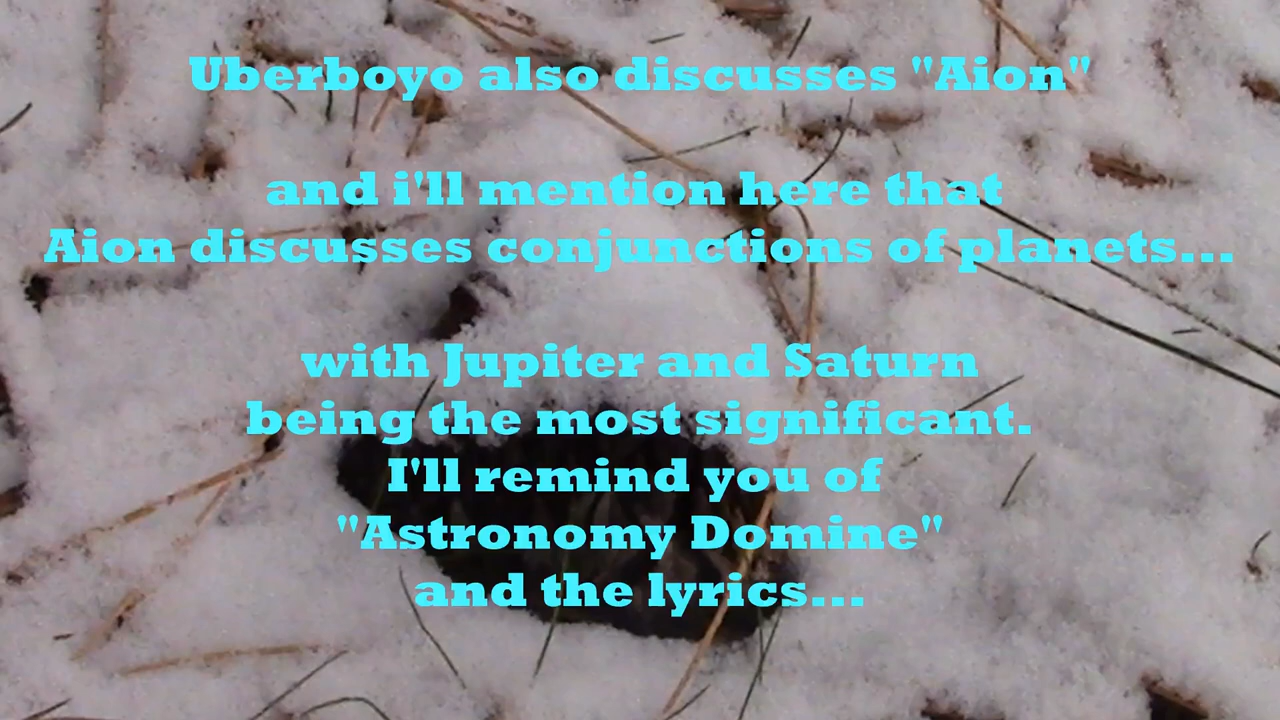 Uberboyo also discusses "Aion"
and i'll mention here that
Aion discusses conjunctions of planets...
with Jupiter and Saturn
being the most significant.
I'll remind you of
"Astronomy Domine"
and the lyrics...